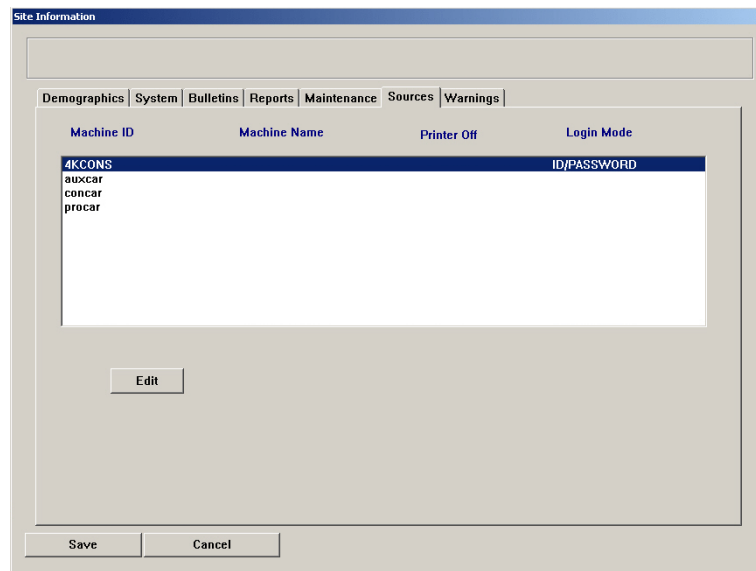 Site Information
Demographics System Bulletins Reports Maintenance Sources Warnings
Machine ID Machine Name Printer Off Login Mode
4KCONS ID/PASSWORD
auxcar
concar
procar
Edit
Save Cancel